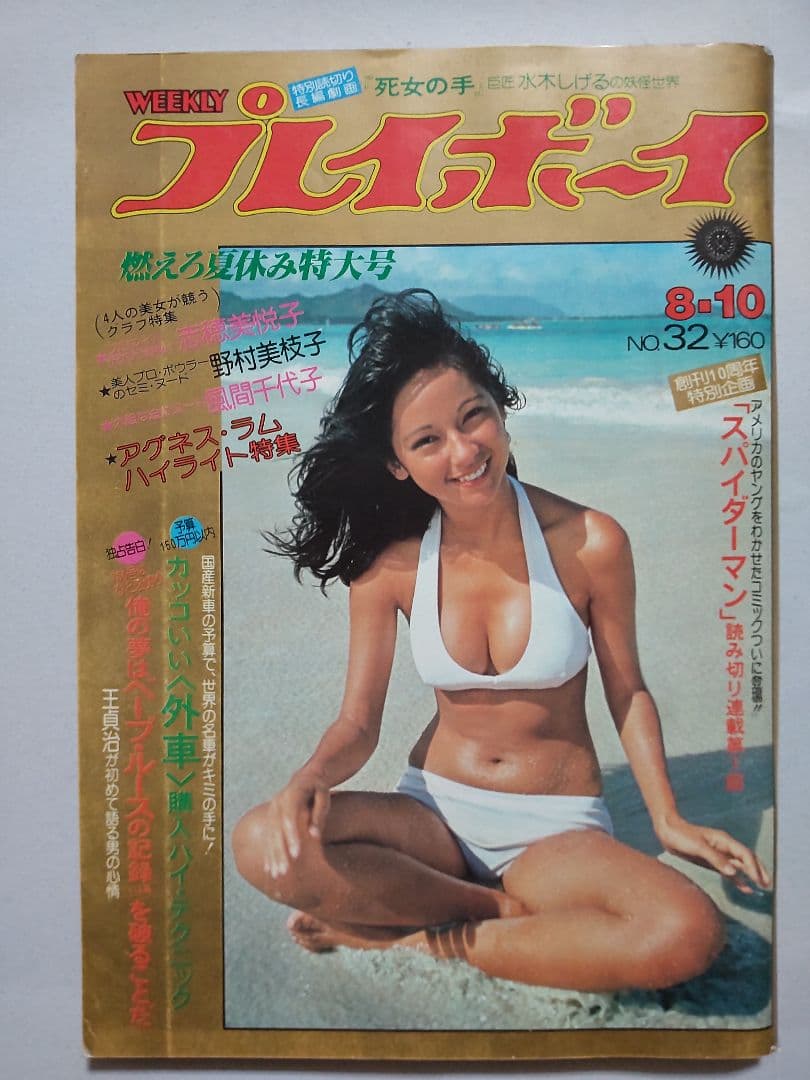 特別読切り
長編劇画
『死女の手』巨匠 水木しげるの妖怪世界
WEEKLY
プレイボーイ
燃えろ夏休み特大号
8・10
NO.32 ¥160
(4人の美女が競う)
グラフ特集
志穂美悦子
★美人プロ・ボウラー
のセミ・ヌード
野村美枝子
風間千代子
★アグネス・ラム
ハイライト特集
創刊10周年
特別企画
アメリカのヤングをわかせたコミックついに登場!!
「スパイダーマン」読み切り連載第1回
国産新車の予算で、世界の名車がキミの手に!
予算
150万円以内
カッコいい〈外車〉購入ハイ・テクニック
独占告白!
俺の夢はベーブ・ルースの記録を破ることだ
王貞治が初めて語る男の心情